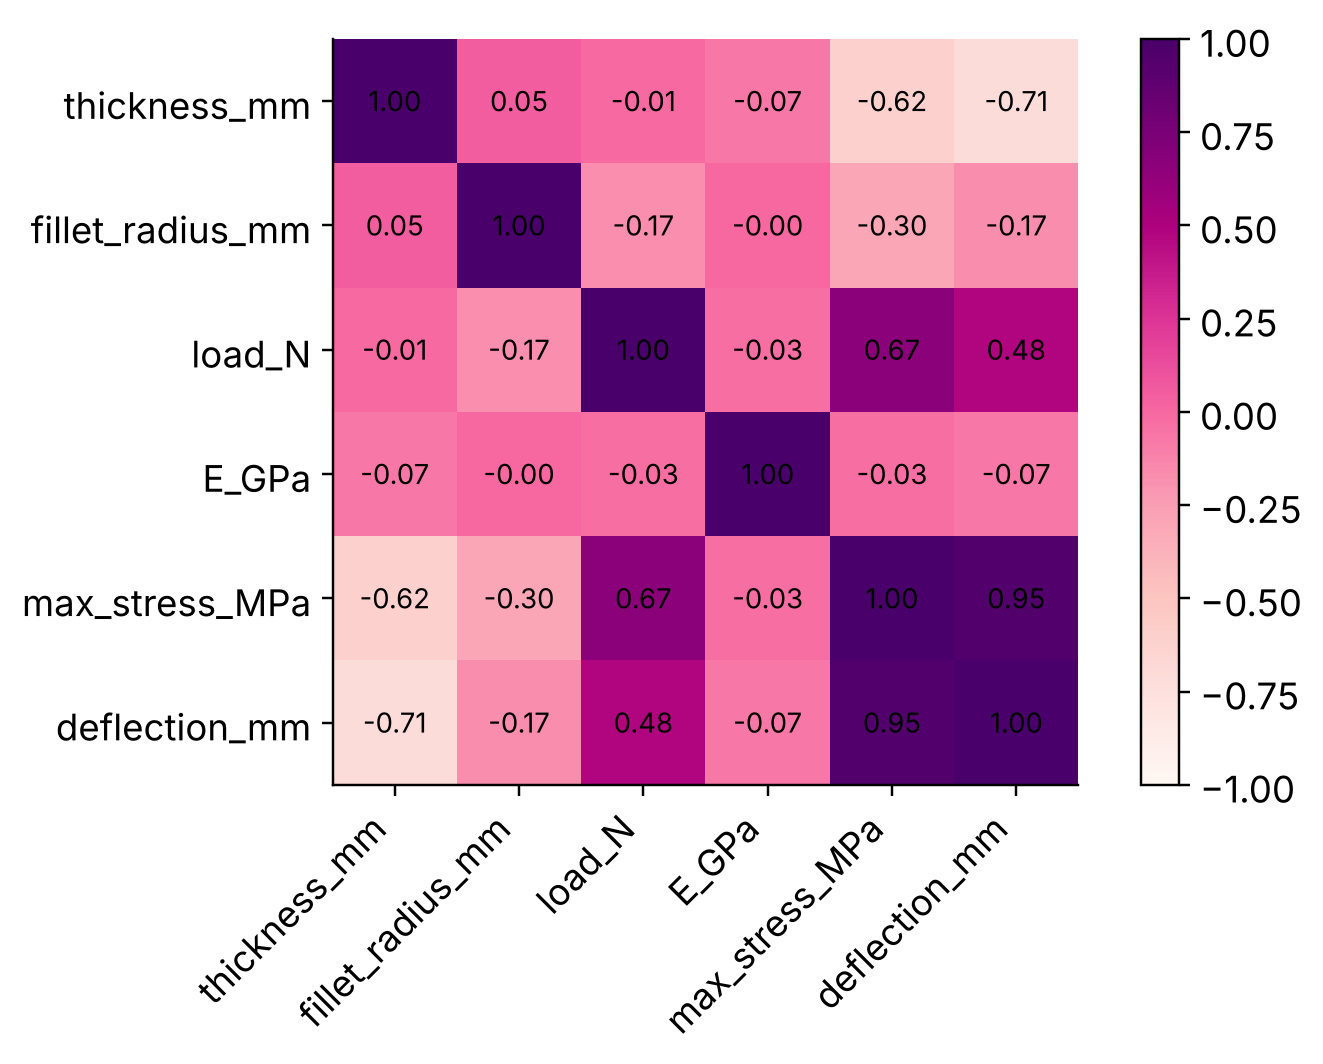 thickness_mm 1.00 0.05 -0.01 -0.07 -0.62 -0.71
fillet_radius_mm 0.05 1.00 -0.17 -0.00 -0.30 -0.17
load_N -0.01 -0.17 1.00 -0.03 0.67 0.48
E_GPa -0.07 -0.00 -0.03 1.00 -0.03 -0.07
max_stress_MPa -0.62 -0.30 0.67 -0.03 1.00 0.95
deflection_mm -0.71 -0.17 0.48 -0.07 0.95 1.00
thickness_mm
fillet_radius_mm
load_N
E_GPa
max_stress_MPa
deflection_mm
1.00
0.75
0.50
0.25
0.00
−0.25
−0.50
−0.75
−1.00